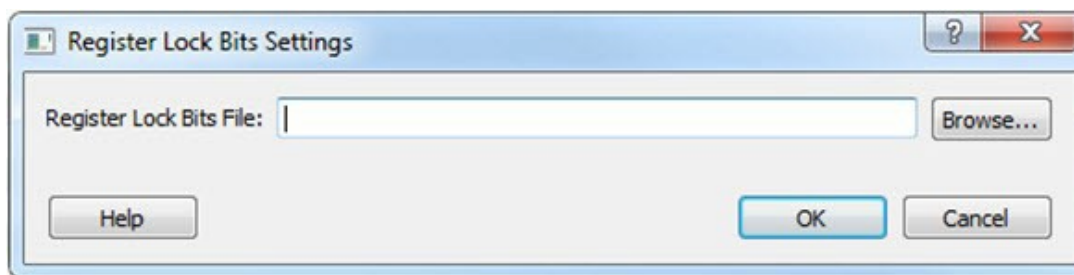 Register Lock Bits Settings
Register Lock Bits File:
Browse...
Help
OK
Cancel